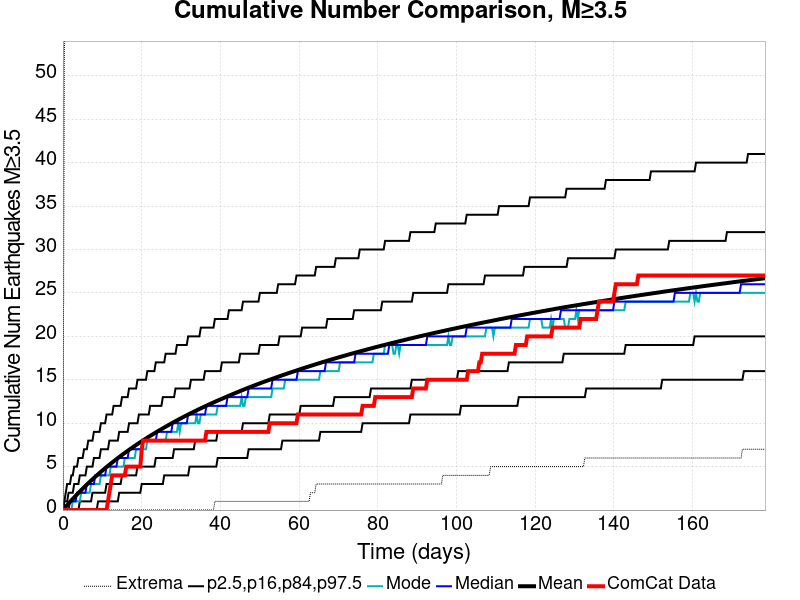 Cumulative Number Comparison, M≥3.5
Cumulative Num Earthquakes M≥3.5
50
45
40
35
30
25
20
15
10
5
0
0 20 40 60 80 100 120 140 160
Time (days)
Extrema p2.5,p16,p84,p97.5 Mode Median Mean ComCat Data